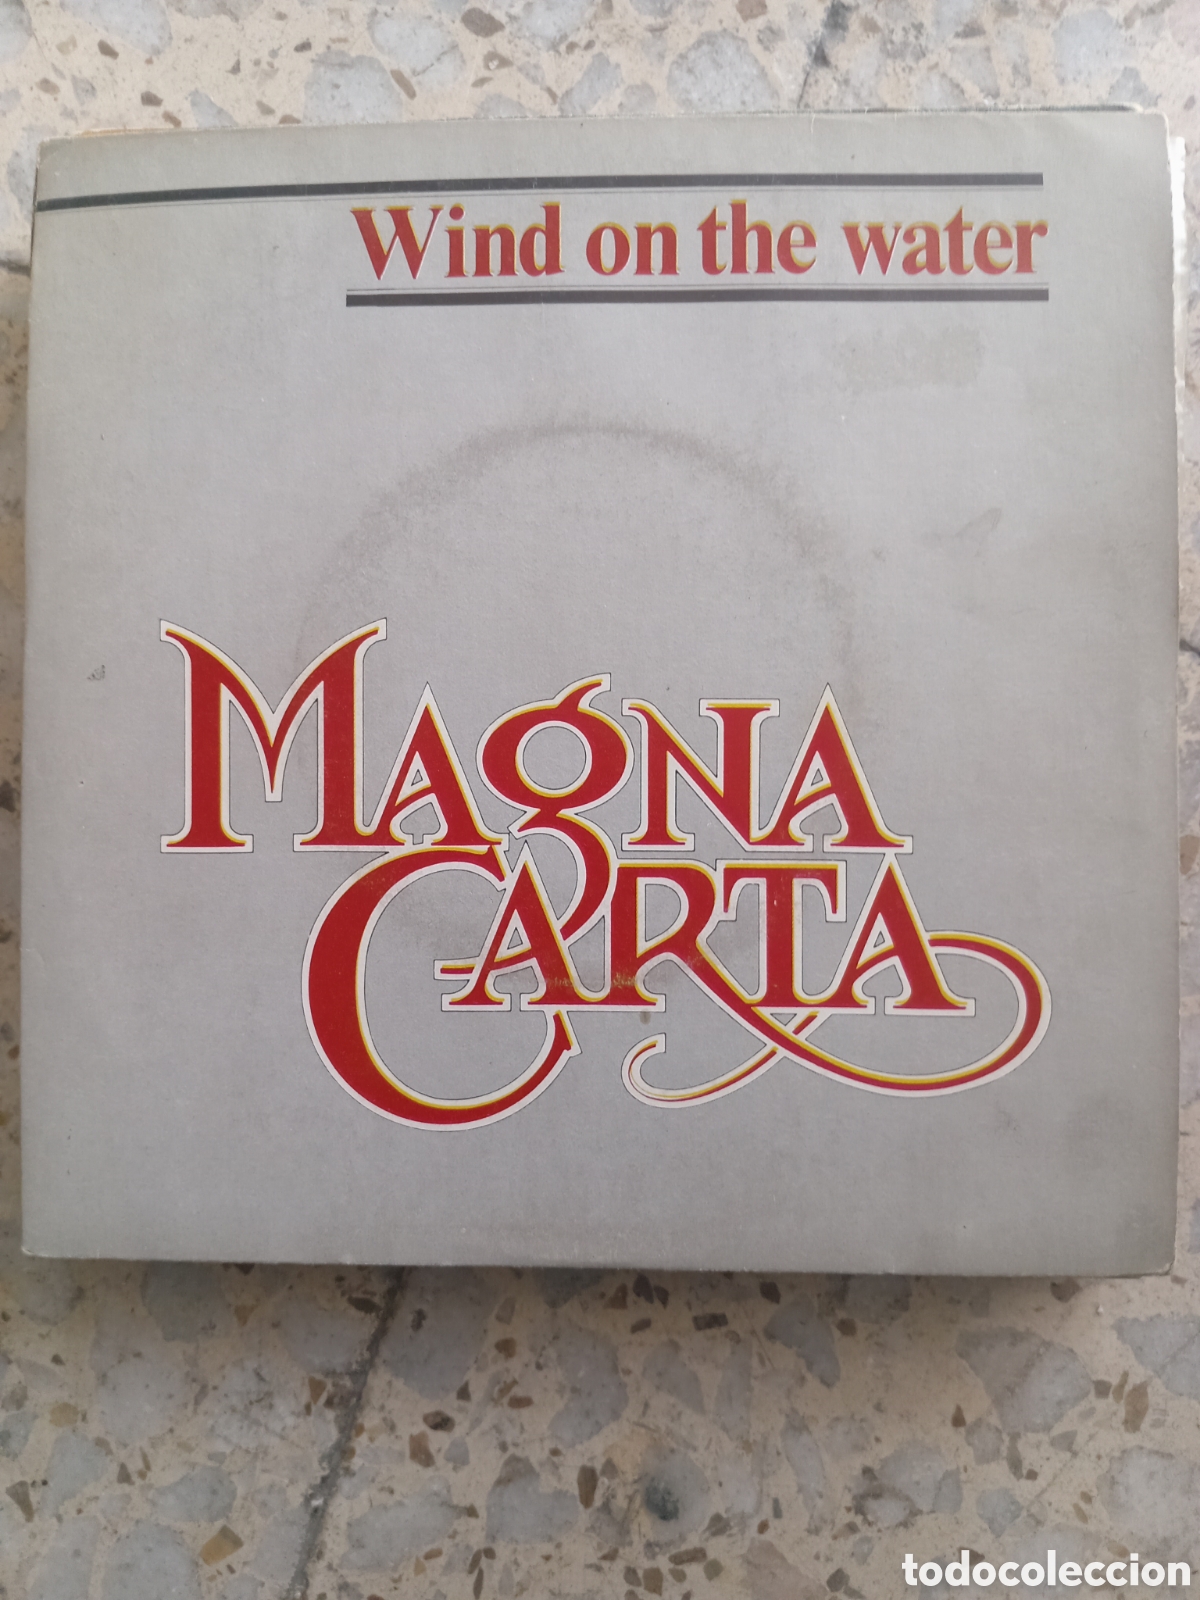 Wind on the water
MAGNA
CARTA
todocoleccion